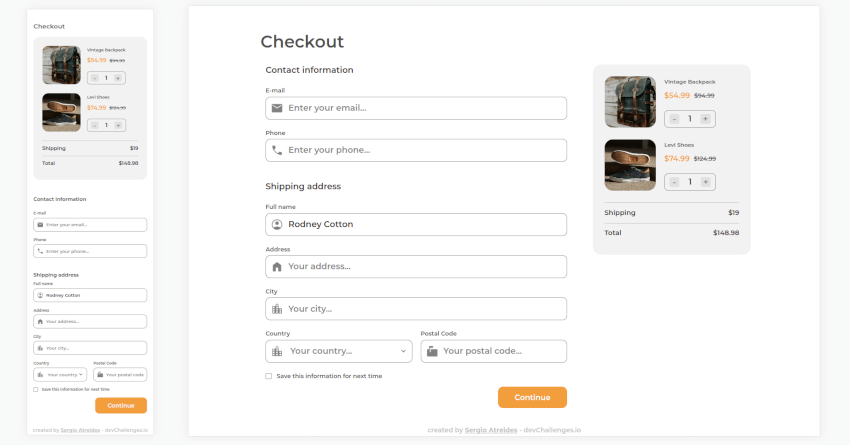 Checkout
Vintage Backpack
$54.99 $94.99
- 1 +
Levi Shoes
$74.99 $124.99
- 1 +
Shipping $19
Total $148.98
Contact information
E-mail
Enter your email...
Phone
Enter your phone...
Shipping address
Full name
Rodney Cotton
Address
Your address...
City
Your city...
Country Postal Code
Your country... Your postal code
Save this information for next time
Continue
created by Sergio Atreides - devChallenges.io
Checkout
Contact information
E-mail
Enter your email...
Phone
Enter your phone...
Shipping address
Full name
Rodney Cotton
Address
Your address...
City
Your city...
Country Postal Code
Your country... Your postal code...
Save this information for next time
Continue
Vintage Backpack
$54.99 $94.99
- 1 +
Levi Shoes
$74.99 $124.99
- 1 +
Shipping $19
Total $148.98
created by Sergio Atreides - devChallenges.io